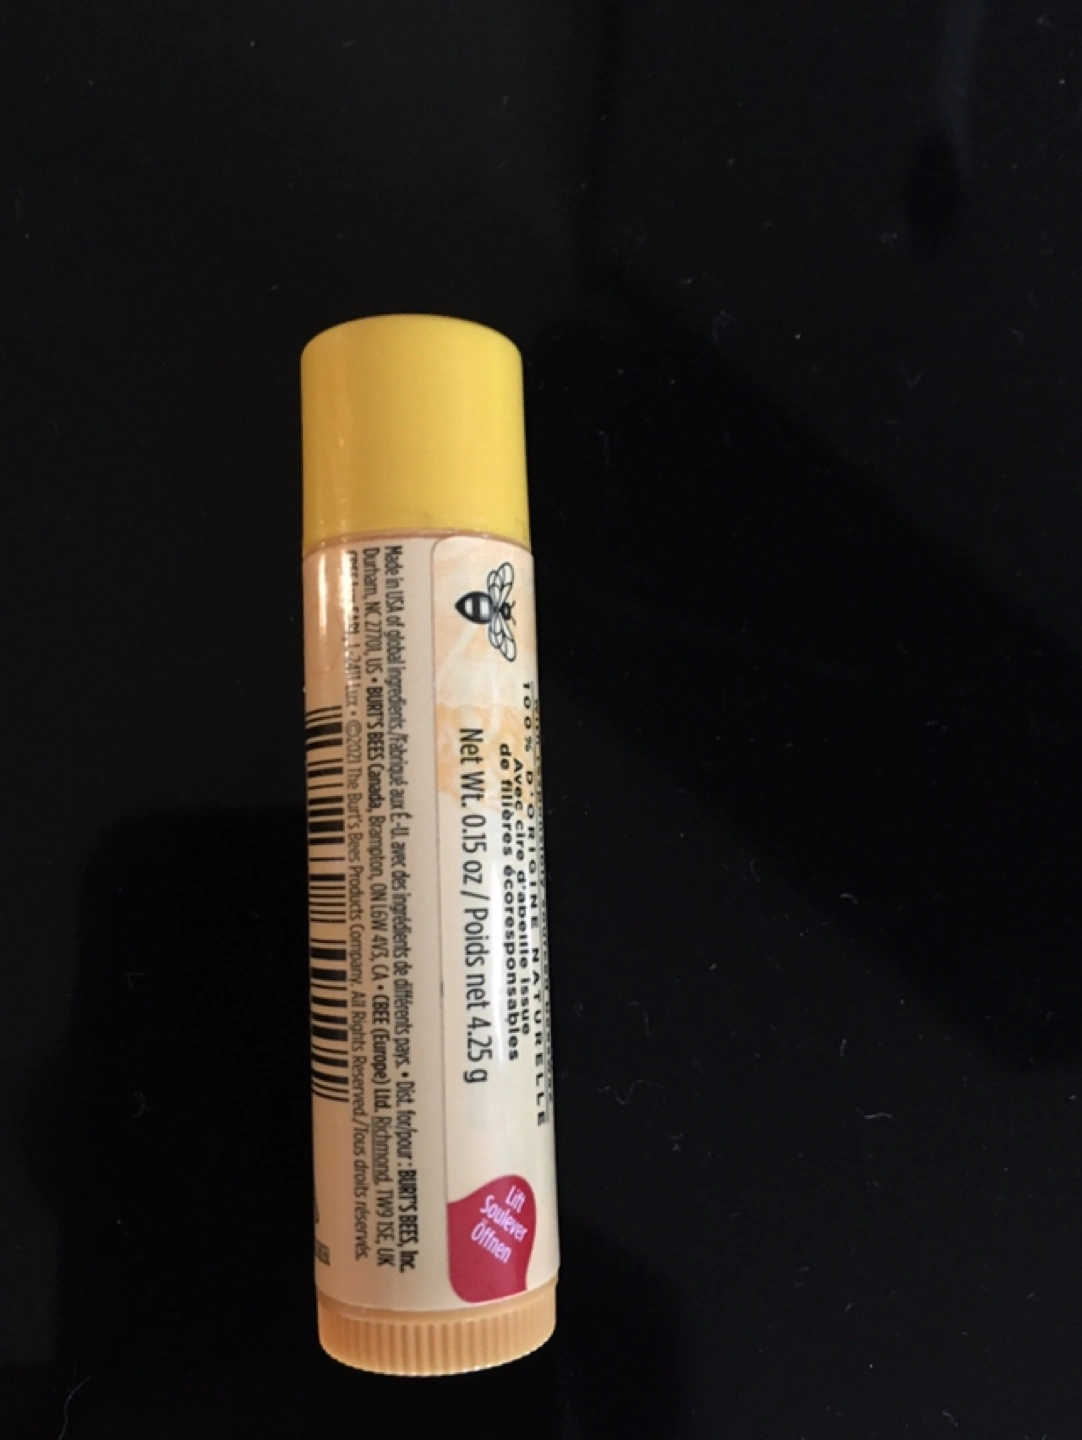 100% D'ORIGINE NATURELLE
Avec cire d'abeille issue
de filières écoresponsables
Net Wt. 0.15 oz / Poids net 4.25 g
Lift
Soulever
Öffnen
Made in USA of global ingredients./Fabriqué aux É.-U. avec des ingrédients de différents pays. • Dist. for/pour : BURT'S BEES, Inc.
Durham, NC 27701, US • BURT'S BEES Canada, Brampton, ON L6W 4V3, CA • CBEE (Europe) Ltd. Richmond, TW9 1SE, UK
SARL, L-2411 Lux • ©2021 The Burt's Bees Products Company. All Rights Reserved./Tous droits réservés.